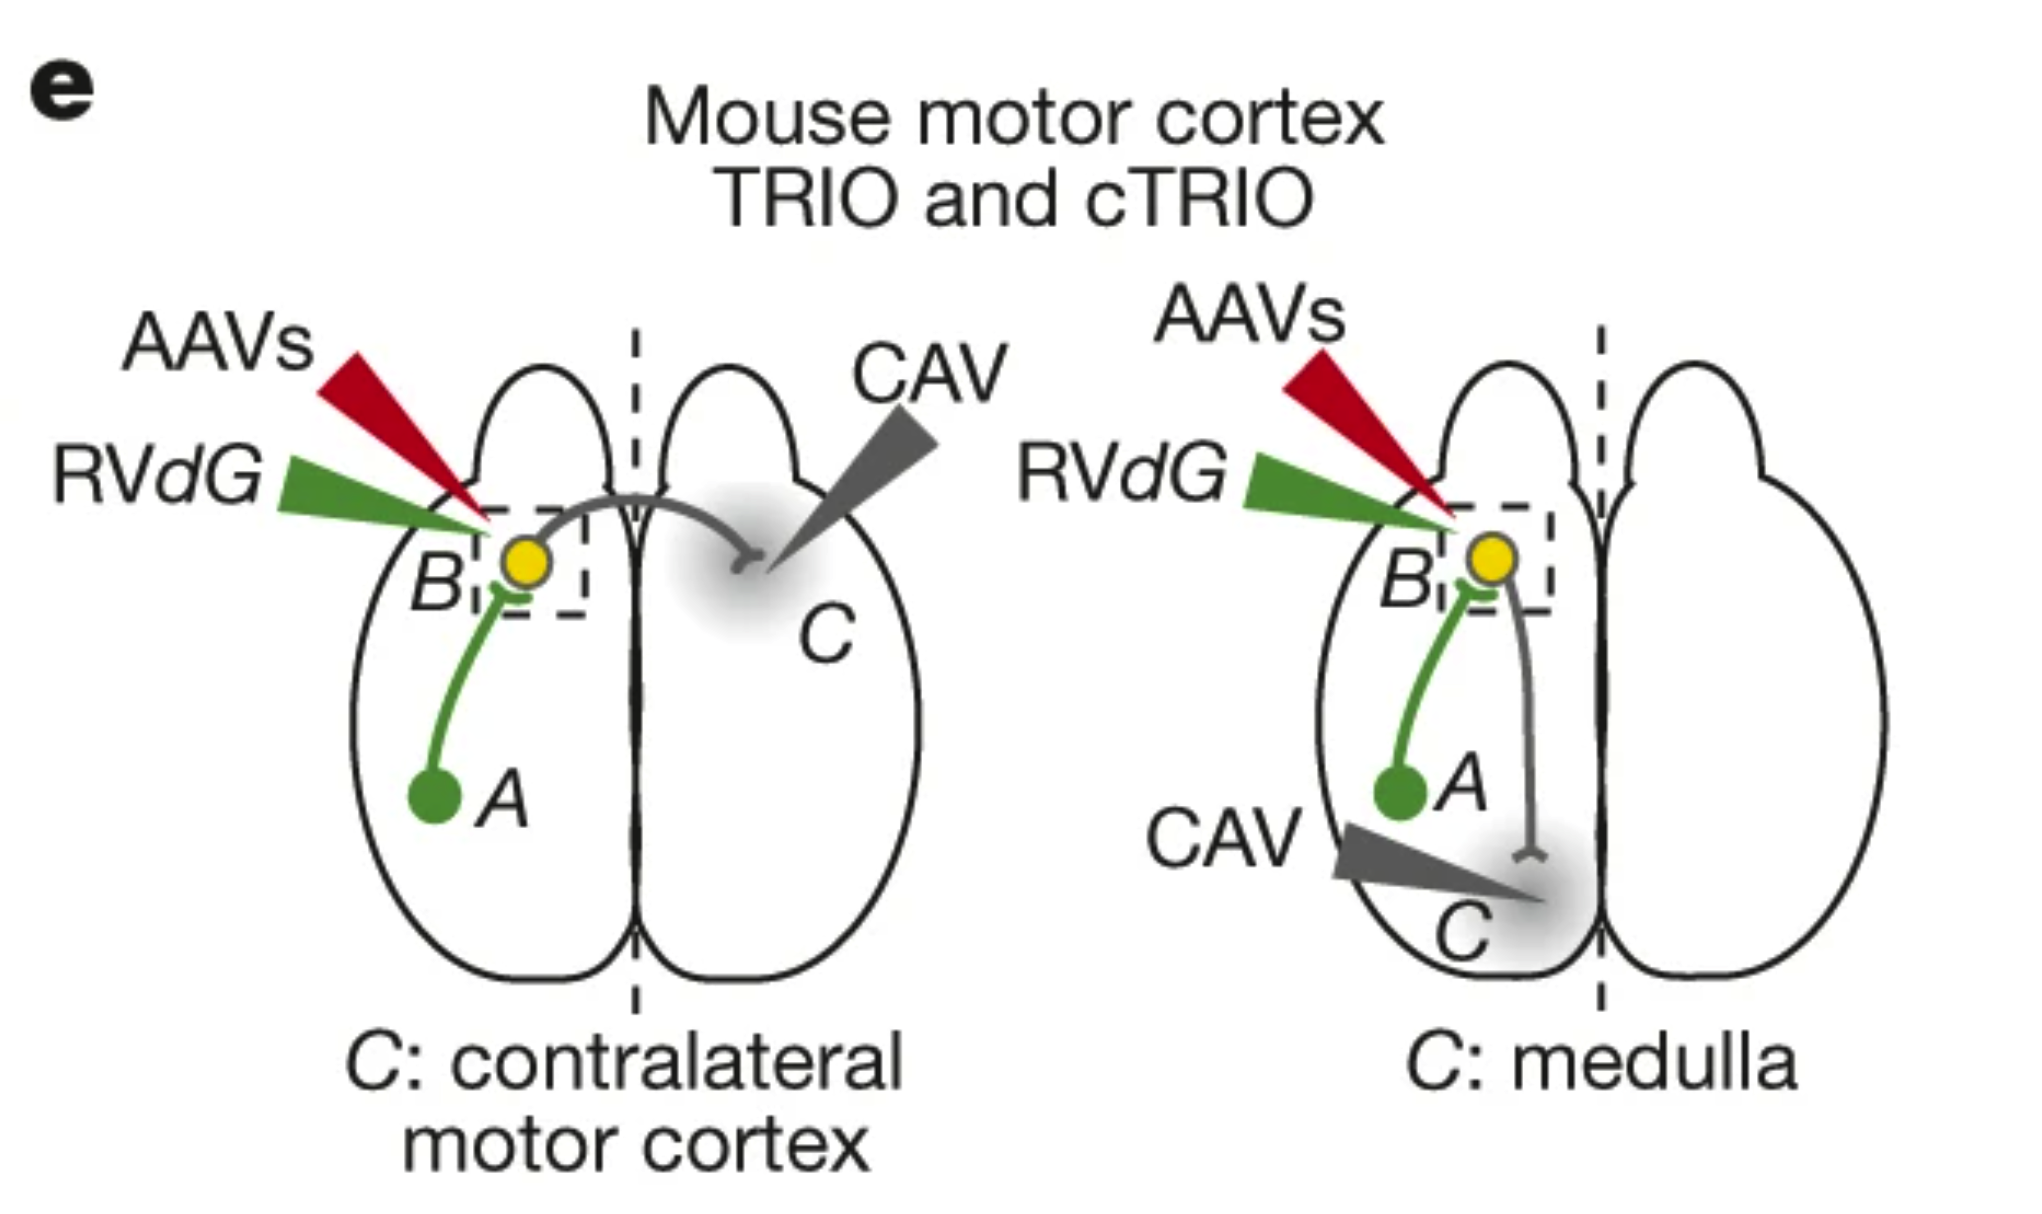 e
Mouse motor cortex
TRIO and cTRIO
AAVs
RVdG
CAV
B
C
A
C: contralateral
motor cortex
AAVs
RVdG
B
A
CAV
C
C: medulla